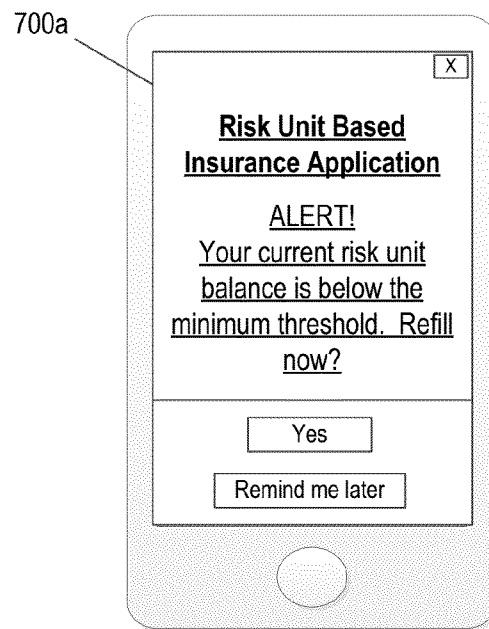 700a
X
Risk Unit Based
Insurance Application
ALERT!
Your current risk unit
balance is below the
minimum threshold. Refill
now?
Yes
Remind me later